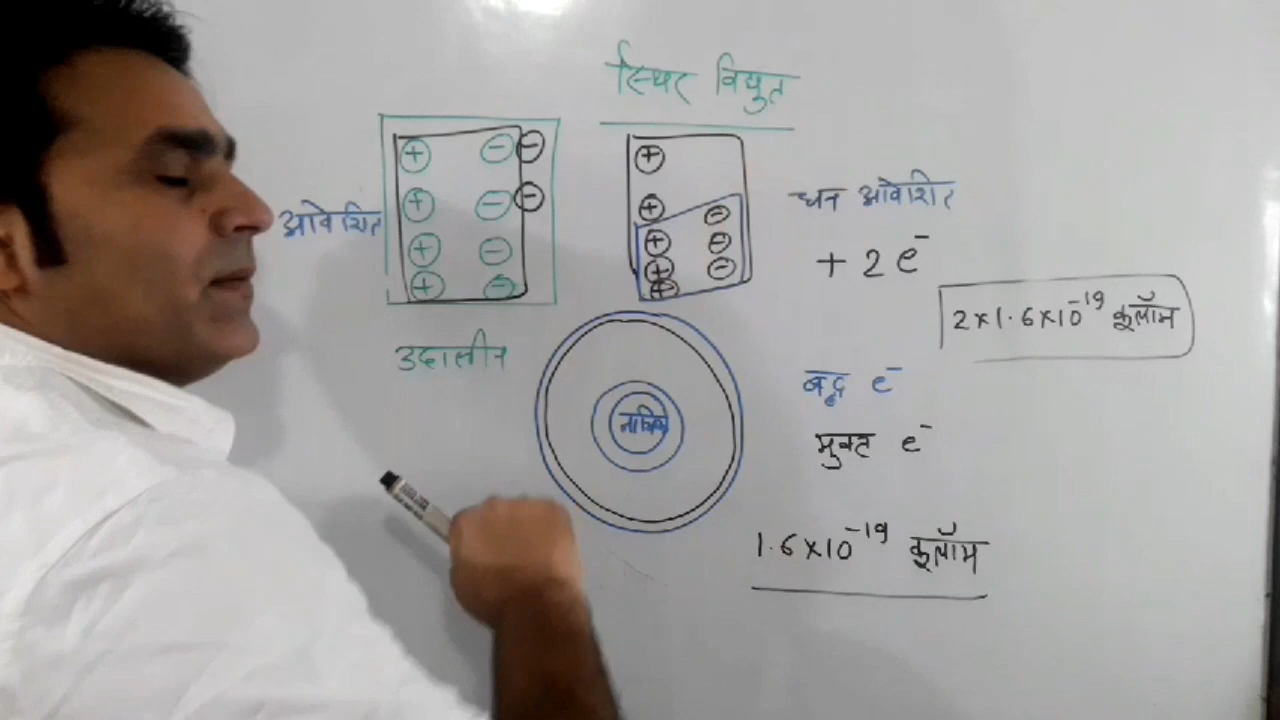 स्थिर विद्युत
+ - -
+ - -
+ -
+ -
+
+ -
+ -
+ -
+
आवेशित
धन आवेशित
+ 2 e⁻
2×1.6×10⁻¹⁹ कूलॉम
उदासीन
बद्ध e⁻
नाभिक
मुक्त e⁻
1.6×10⁻¹⁹ कूलॉम